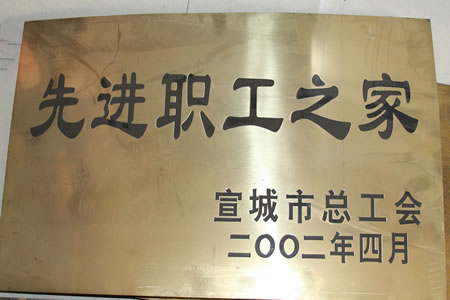 先进职工之家
宣城市总工会
二〇〇二年四月